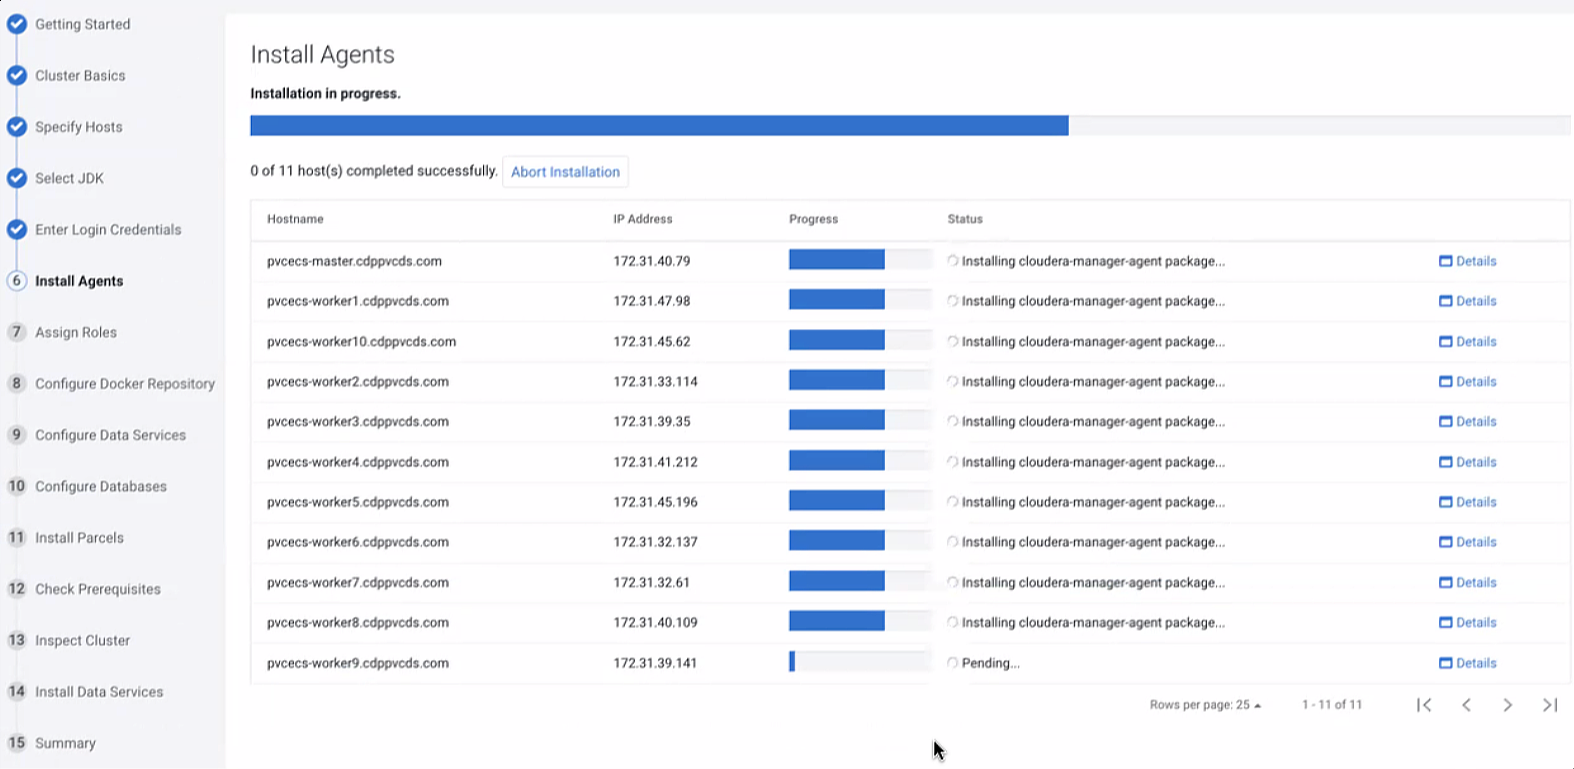 Getting Started
Cluster Basics
Specify Hosts
Select JDK
Enter Login Credentials
6 Install Agents
7 Assign Roles
8 Configure Docker Repository
9 Configure Data Services
10 Configure Databases
11 Install Parcels
12 Check Prerequisites
13 Inspect Cluster
14 Install Data Services
15 Summary
Install Agents
Installation in progress.
0 of 11 host(s) completed successfully. Abort Installation
Hostname IP Address Progress Status
pvcecs-master.cdppvcds.com 172.31.40.79 Installing cloudera-manager-agent package... Details
pvcecs-worker1.cdppvcds.com 172.31.47.98 Installing cloudera-manager-agent package... Details
pvcecs-worker10.cdppvcds.com 172.31.45.62 Installing cloudera-manager-agent package... Details
pvcecs-worker2.cdppvcds.com 172.31.33.114 Installing cloudera-manager-agent package... Details
pvcecs-worker3.cdppvcds.com 172.31.39.35 Installing cloudera-manager-agent package... Details
pvcecs-worker4.cdppvcds.com 172.31.41.212 Installing cloudera-manager-agent package... Details
pvcecs-worker5.cdppvcds.com 172.31.45.196 Installing cloudera-manager-agent package... Details
pvcecs-worker6.cdppvcds.com 172.31.32.137 Installing cloudera-manager-agent package... Details
pvcecs-worker7.cdppvcds.com 172.31.32.61 Installing cloudera-manager-agent package... Details
pvcecs-worker8.cdppvcds.com 172.31.40.109 Installing cloudera-manager-agent package... Details
pvcecs-worker9.cdppvcds.com 172.31.39.141 Pending... Details
Rows per page: 25 1 - 11 of 11